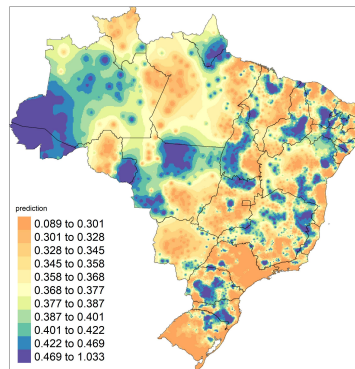 prediction
0.089 to 0.301
0.301 to 0.328
0.328 to 0.345
0.345 to 0.358
0.358 to 0.368
0.368 to 0.377
0.377 to 0.387
0.387 to 0.401
0.401 to 0.422
0.422 to 0.469
0.469 to 1.033